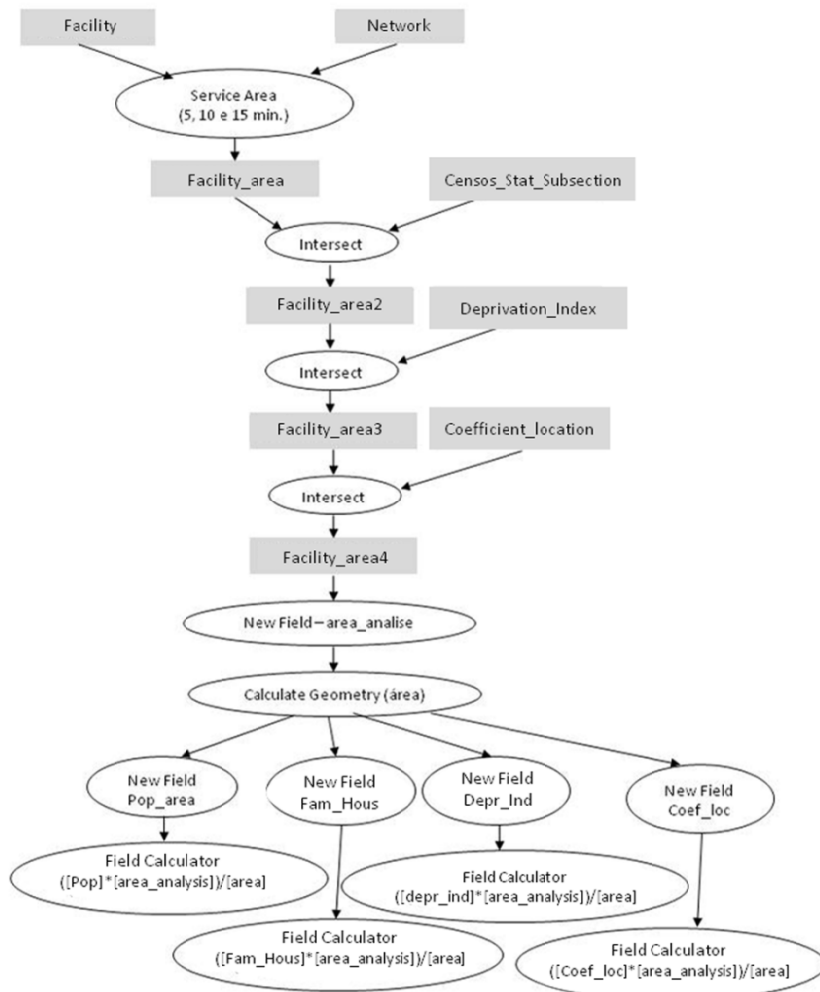 Facility
Network
Service Area
(5, 10 e 15 min.)
Facility_area
Censos_Stat_Subsection
Intersect
Facility_area2
Deprivation_Index
Intersect
Facility_area3
Coefficient_location
Intersect
Facility_area4
New Field – area_analise
Calculate Geometry (área)
New Field
Pop_area
New Field
Fam_Hous
New Field
Depr_Ind
New Field
Coef_loc
Field Calculator
([Pop]*[area_analysis])/[area]
Field Calculator
([depr_ind]*[area_analysis])/[area]
Field Calculator
([Fam_Hous]*[area_analysis])/[area]
Field Calculator
([Coef_loc]*[area_analysis])/[area]